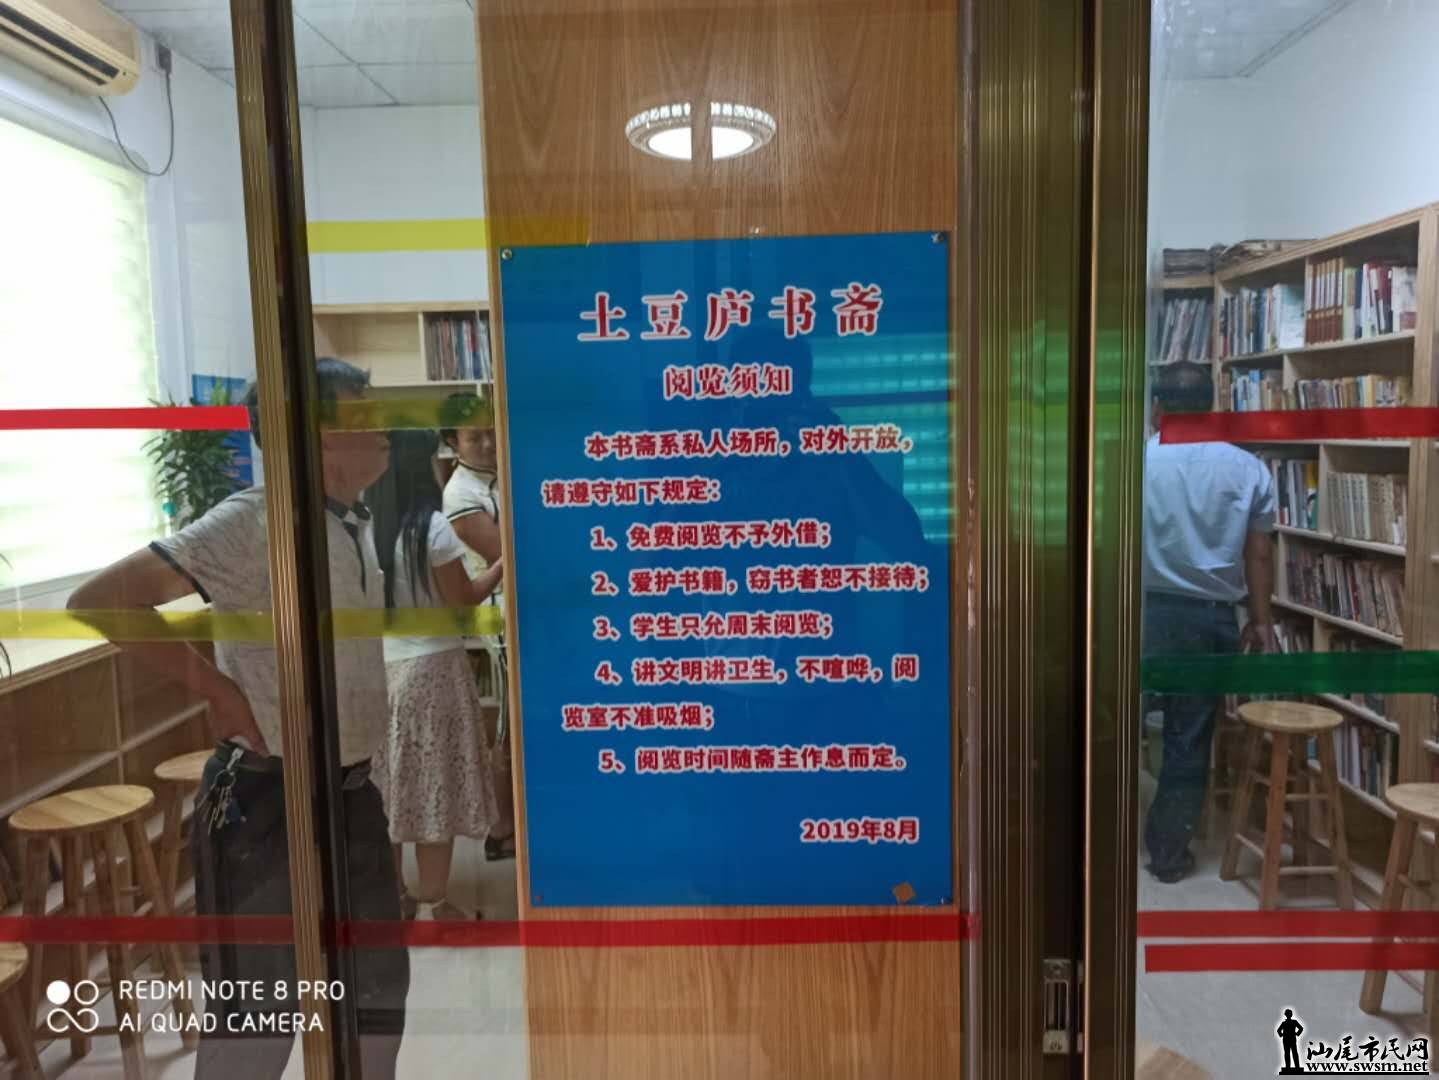 土豆庐书斋
阅览须知
本书斋系私人场所，对外开放，
请遵守如下规定：
1、免费阅览不予外借；
2、爱护书籍，窃书者恕不接待；
3、学生只允周末阅览；
4、讲文明讲卫生，不喧哗，阅
览室不准吸烟；
5、阅览时间随斋主作息而定。
2019年8月
REDMI NOTE 8 PRO
AI QUAD CAMERA
汕尾市民网
www.swsm.net